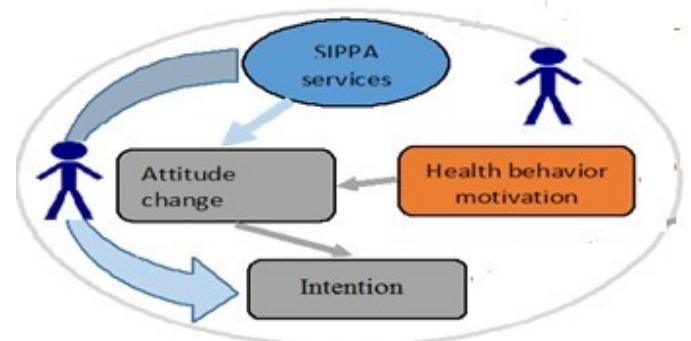 SIPPA
services
Attitude
change
Health behavior
motivation
Intention